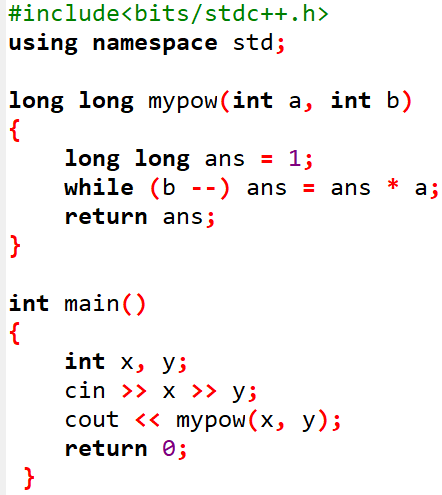 #include<bits/stdc++.h>
using namespace std;
long long mypow(int a, int b)
{
    long long ans = 1;
    while (b --) ans = ans * a;
    return ans;
}
int main()
{
    int x, y;
    cin >> x >> y;
    cout << mypow(x, y);
    return 0;
}